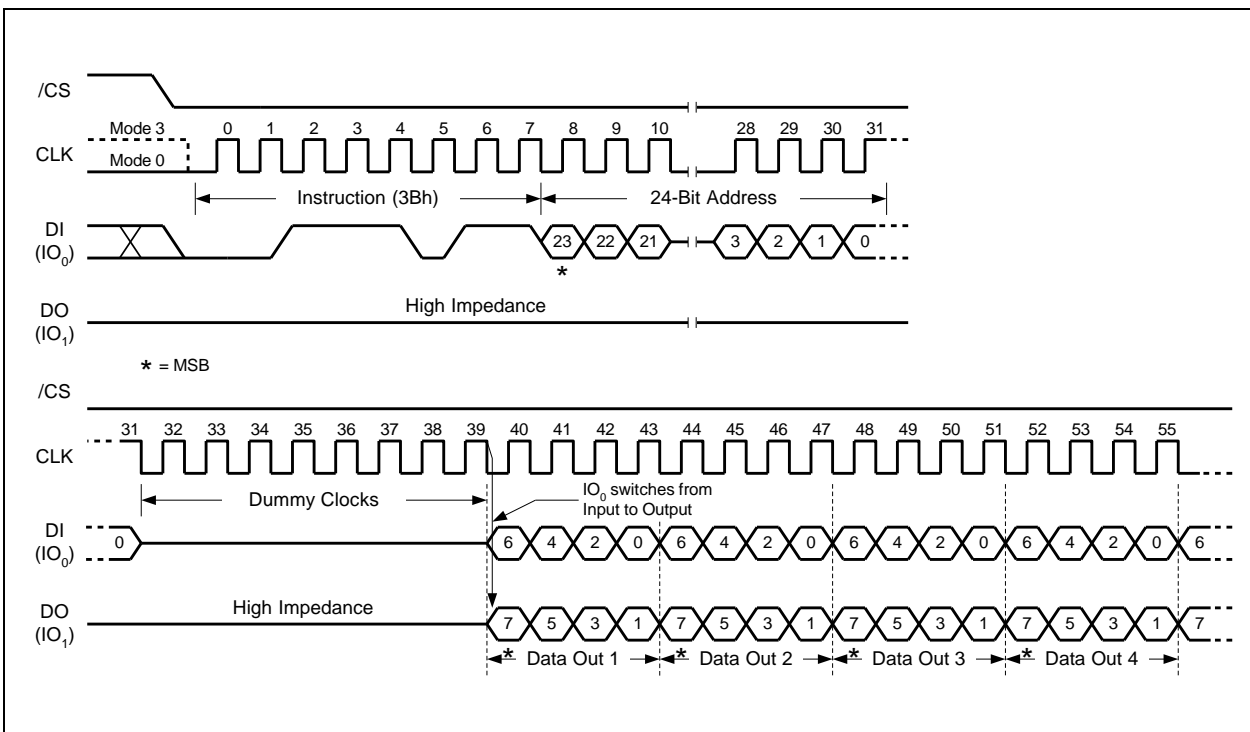 /CS
Mode 3
0 1 2 3 4 5 6 7 8 9 10 28 29 30 31
CLK
Mode 0
Instruction (3Bh) 24-Bit Address
DI
(IO0)
23 22 21 3 2 1 0
*
DO
(IO1)
High Impedance
* = MSB
/CS
31 32 33 34 35 36 37 38 39 40 41 42 43 44 45 46 47 48 49 50 51 52 53 54 55
CLK
Dummy Clocks
IO0 switches from
Input to Output
DI
(IO0)
0 6 4 2 0 6 4 2 0 6 4 2 0 6 4 2 0 6
DO
(IO1)
High Impedance
7 5 3 1 7 5 3 1 7 5 3 1 7 5 3 1 7
* Data Out 1 * Data Out 2 * Data Out 3 * Data Out 4